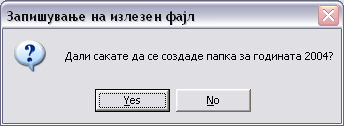 Запишување на излезен фајл
Дали сакате да се создаде папка за годината 2004?
Yes
No